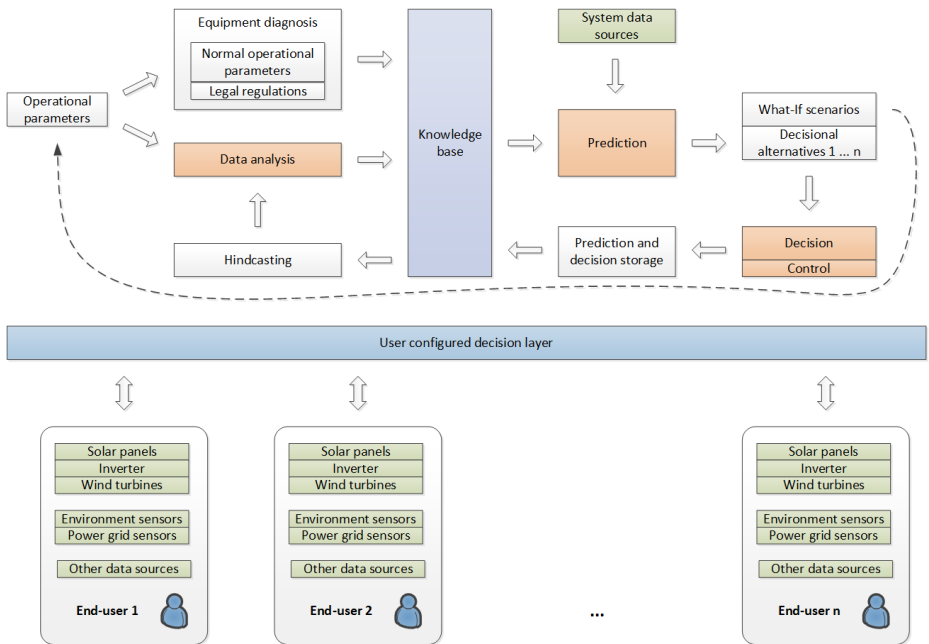 Equipment diagnosis
Normal operational
parameters
Legal regulations
Operational
parameters
Data analysis
Hindcasting
Knowledge
base
System data
sources
Prediction
Prediction and
decision storage
What-If scenarios
Decisional
alternatives 1 ... n
Decision
Control
User configured decision layer
Solar panels
Inverter
Wind turbines
Environment sensors
Power grid sensors
Other data sources
End-user 1
Solar panels
Inverter
Wind turbines
Environment sensors
Power grid sensors
Other data sources
End-user 2
...
Solar panels
Inverter
Wind turbines
Environment sensors
Power grid sensors
Other data sources
End-user n